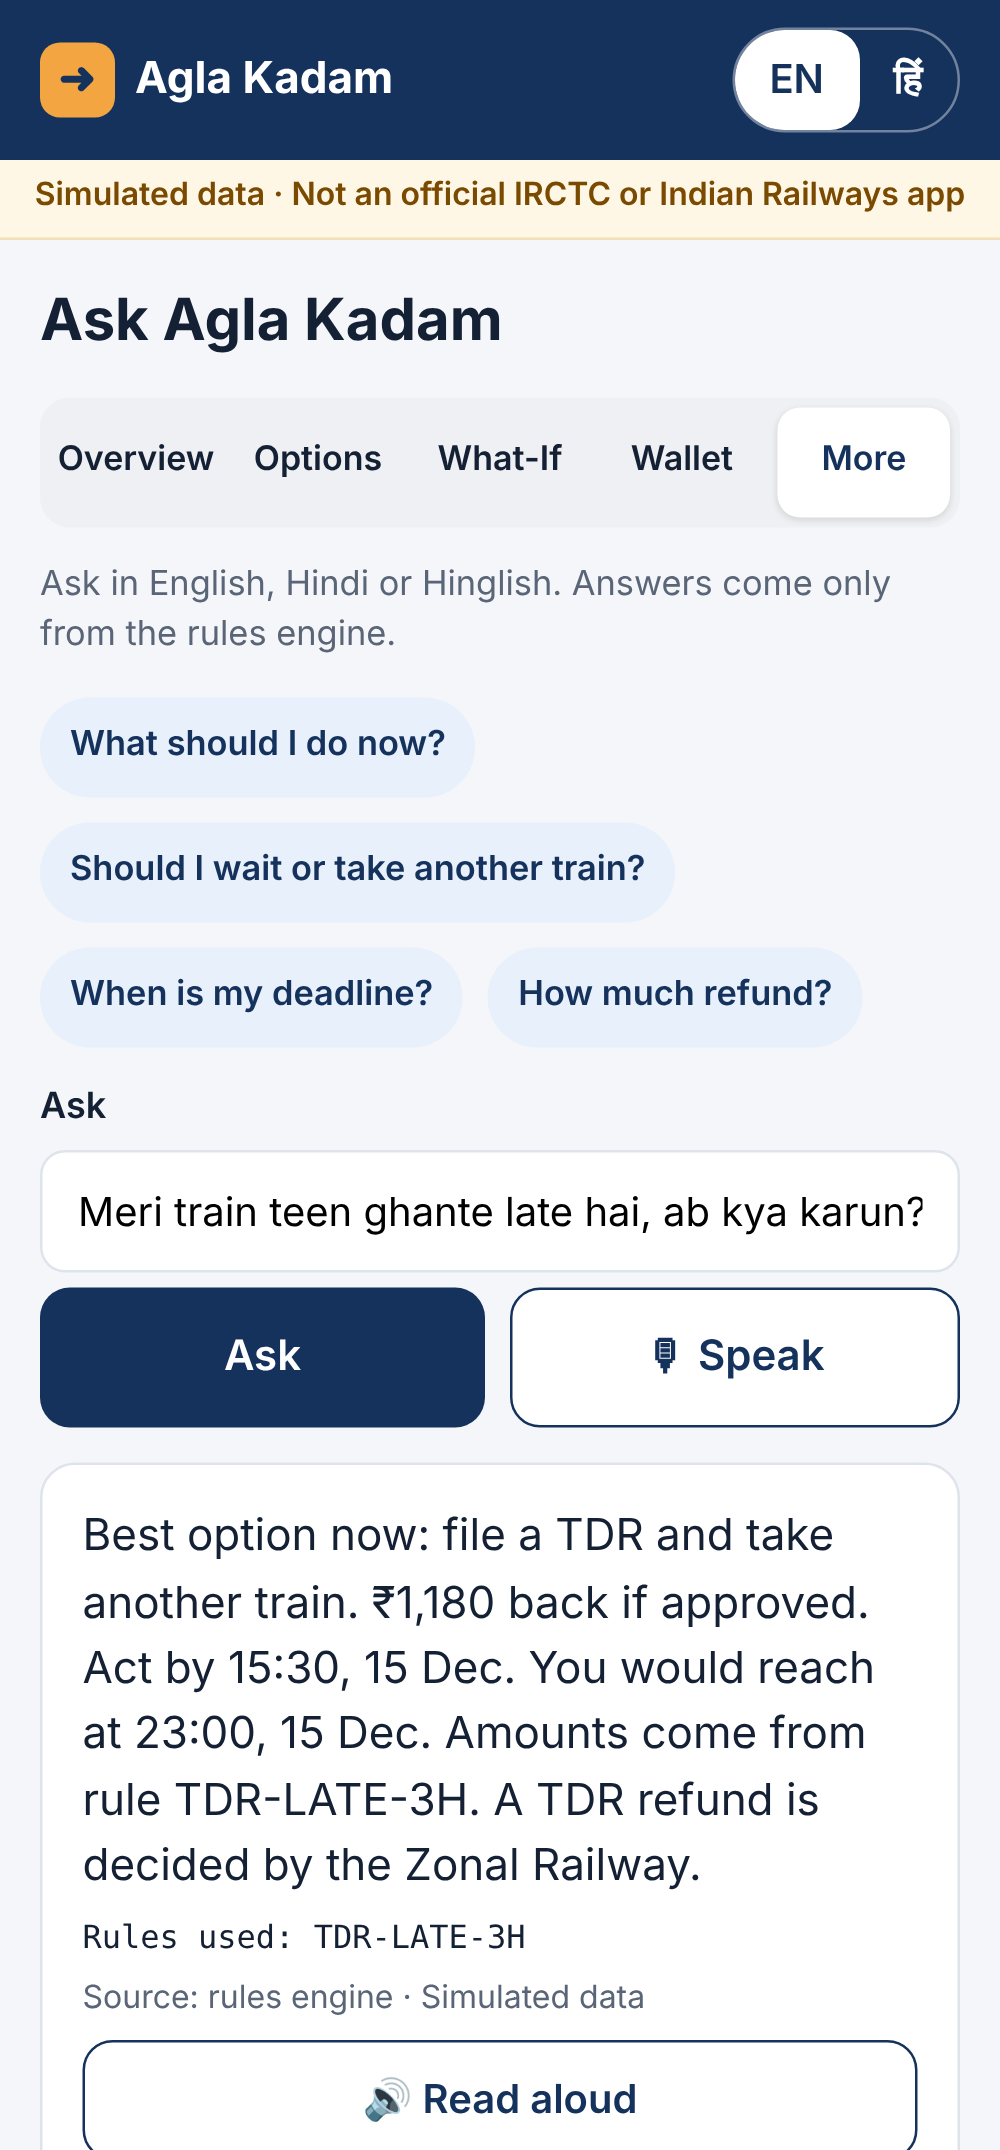 Agla Kadam
EN
हिं
Simulated data · Not an official IRCTC or Indian Railways app
Ask Agla Kadam
Overview
Options
What-If
Wallet
More
Ask in English, Hindi or Hinglish. Answers come only
from the rules engine.
What should I do now?
Should I wait or take another train?
When is my deadline?
How much refund?
Ask
Meri train teen ghante late hai, ab kya karun?
Ask
Speak
Best option now: file a TDR and take
another train. ₹1,180 back if approved.
Act by 15:30, 15 Dec. You would reach
at 23:00, 15 Dec. Amounts come from
rule TDR-LATE-3H. A TDR refund is
decided by the Zonal Railway.
Rules used: TDR-LATE-3H
Source: rules engine · Simulated data
Read aloud